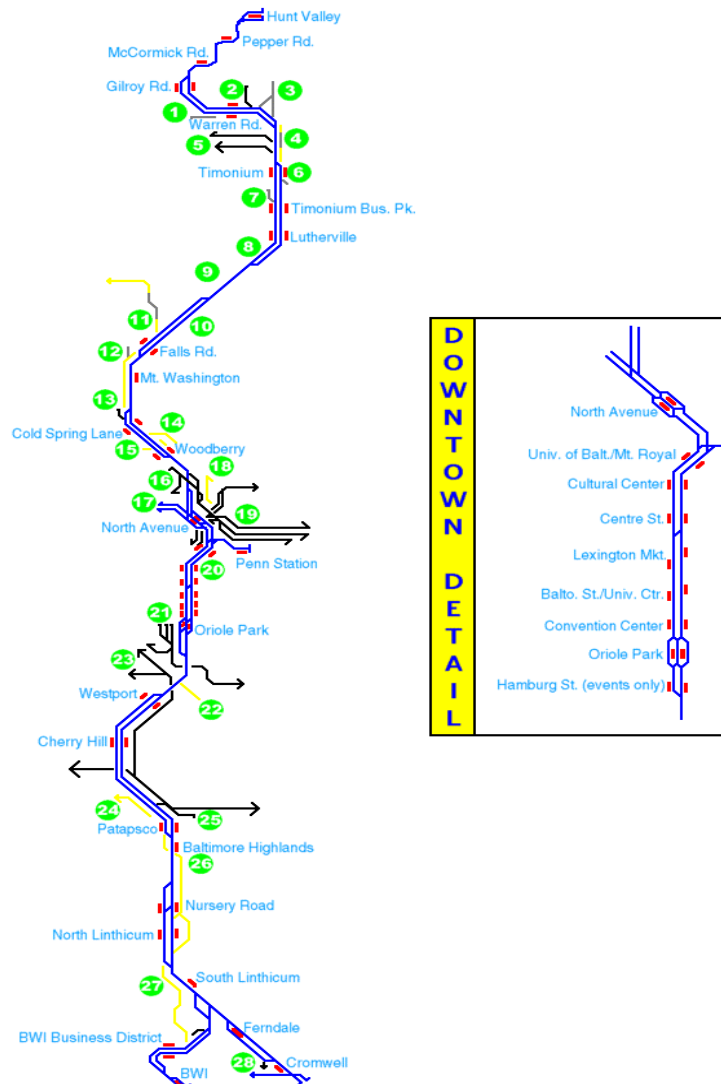 Hunt Valley
Pepper Rd.
McCormick Rd.
Gilroy Rd.
2
3
1
Warren Rd.
4
5
Timonium
6
7
Timonium Bus. Pk.
Lutherville
8
9
10
11
12
Falls Rd.
Mt. Washington
13
Cold Spring Lane
14
15
Woodberry
16
18
17
19
North Avenue
Penn Station
20
21
Oriole Park
23
Westport
22
Cherry Hill
24
25
Patapsco
Baltimore Highlands
26
Nursery Road
North Linthicum
South Linthicum
27
BWI Business District
Ferndale
28
Cromwell
BWI
DOWNTOWN DETAIL
North Avenue
Univ. of Balt./Mt. Royal
Cultural Center
Centre St.
Lexington Mkt.
Balto. St./Univ. Ctr.
Convention Center
Oriole Park
Hamburg St. (events only)